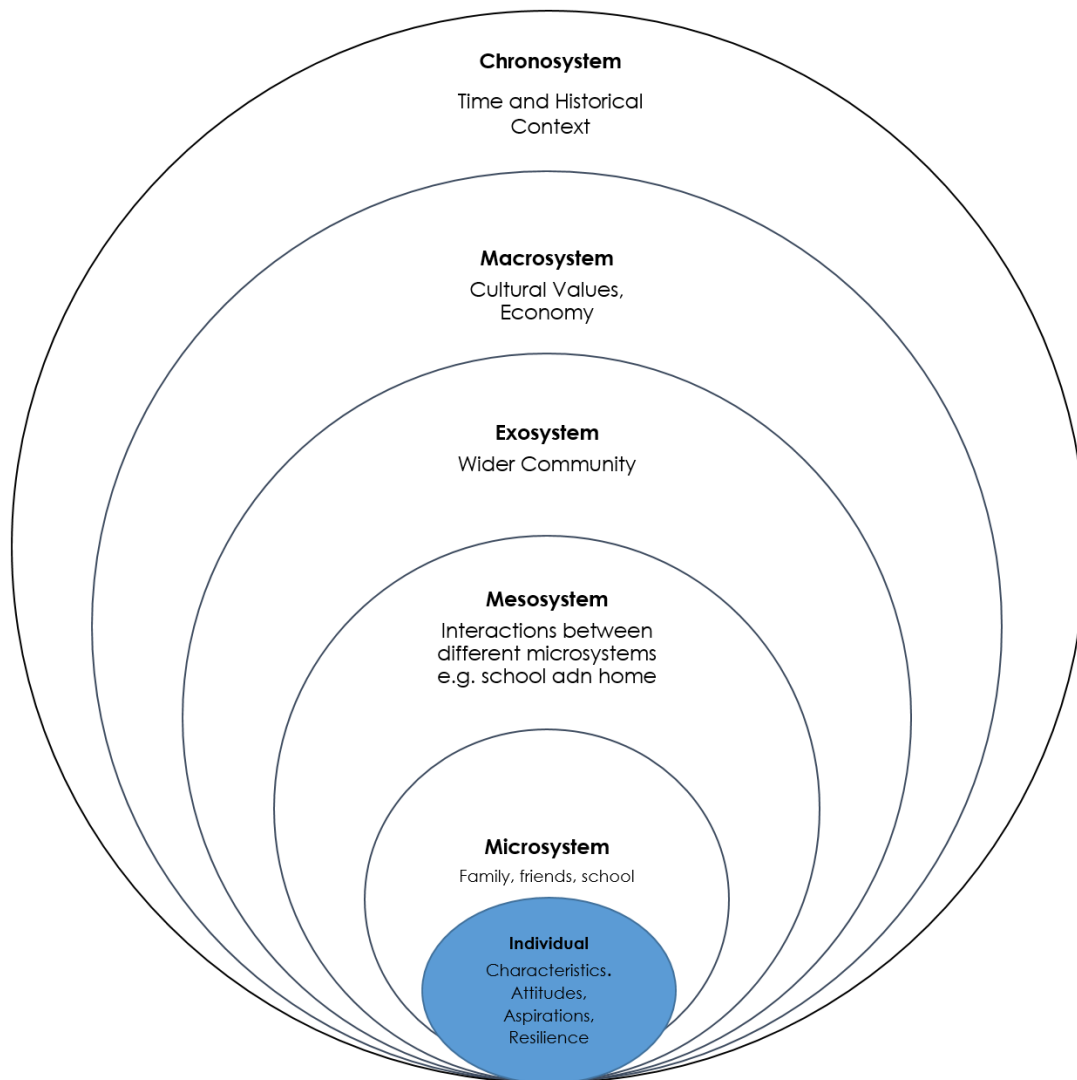 Chronosystem
Time and Historical
Context
Macrosystem
Cultural Values,
Economy
Exosystem
Wider Community
Mesosystem
Interactions between
different microsystems
e.g. school adn home
Microsystem
Family, friends, school
Individual
Characteristics.
Attitudes,
Aspirations,
Resilience